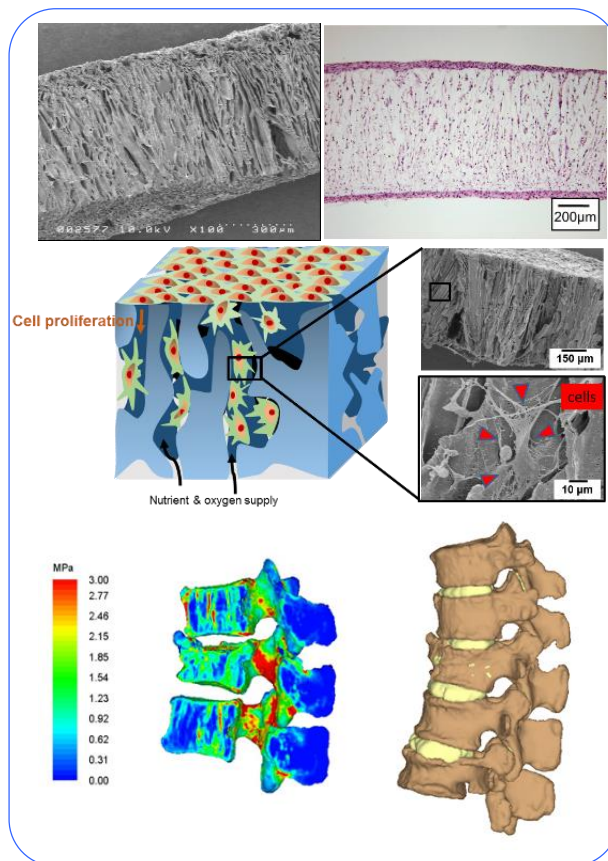 002577 10.0kV X100 300µm
200µm
Cell proliferation
150 µm
cells
10 µm
Nutrient & oxygen supply
MPa
3.00
2.77
2.46
2.15
1.85
1.54
1.23
0.92
0.62
0.31
0.00